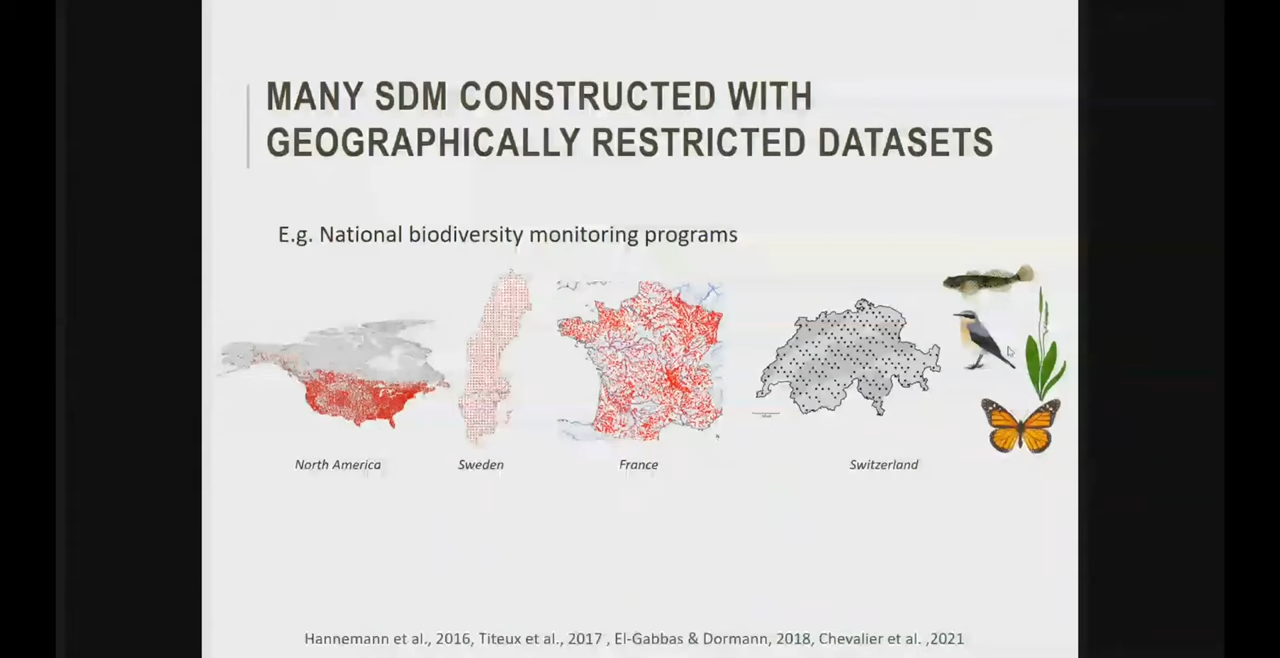 MANY SDM CONSTRUCTED WITH
GEOGRAPHICALLY RESTRICTED DATASETS
E.g. National biodiversity monitoring programs
North America
Sweden
France
Switzerland
Hannemann et al., 2016, Titeux et al., 2017 , El-Gabbas & Dormann, 2018, Chevalier et al. ,2021